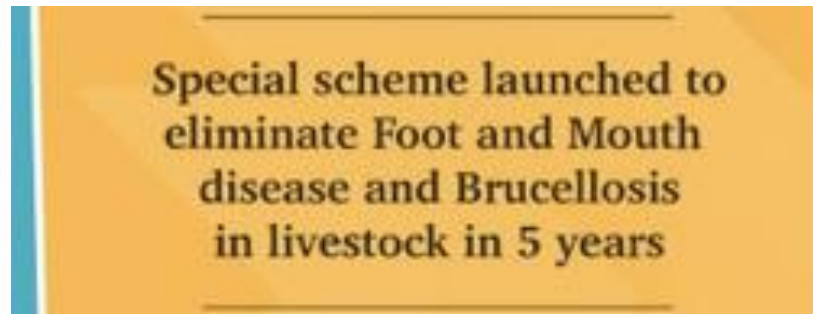 Special scheme launched to
eliminate Foot and Mouth
disease and Brucellosis
in livestock in 5 years